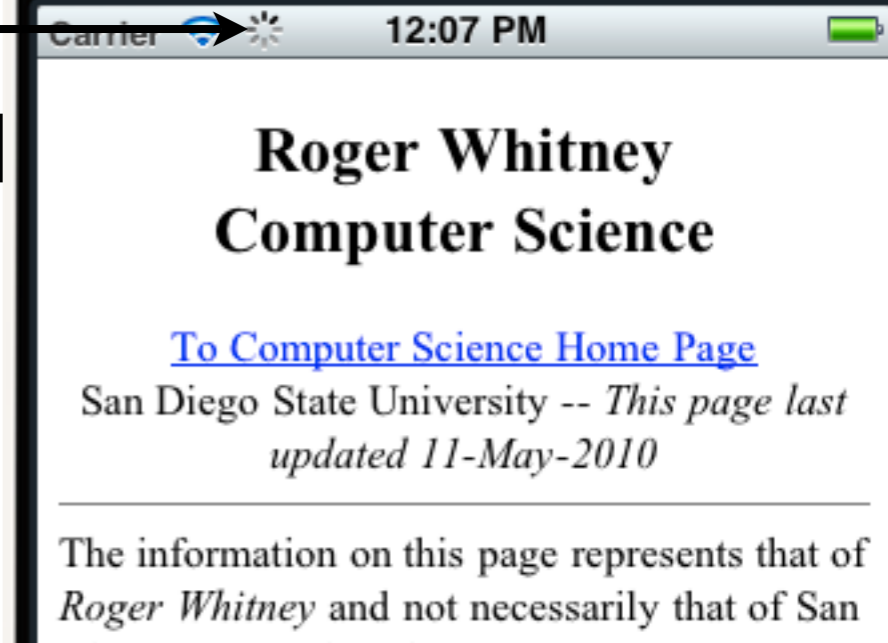 Carrier 12:07 PM
Roger Whitney
Computer Science
To Computer Science Home Page
San Diego State University -- This page last
updated 11-May-2010
The information on this page represents that of
Roger Whitney and not necessarily that of San